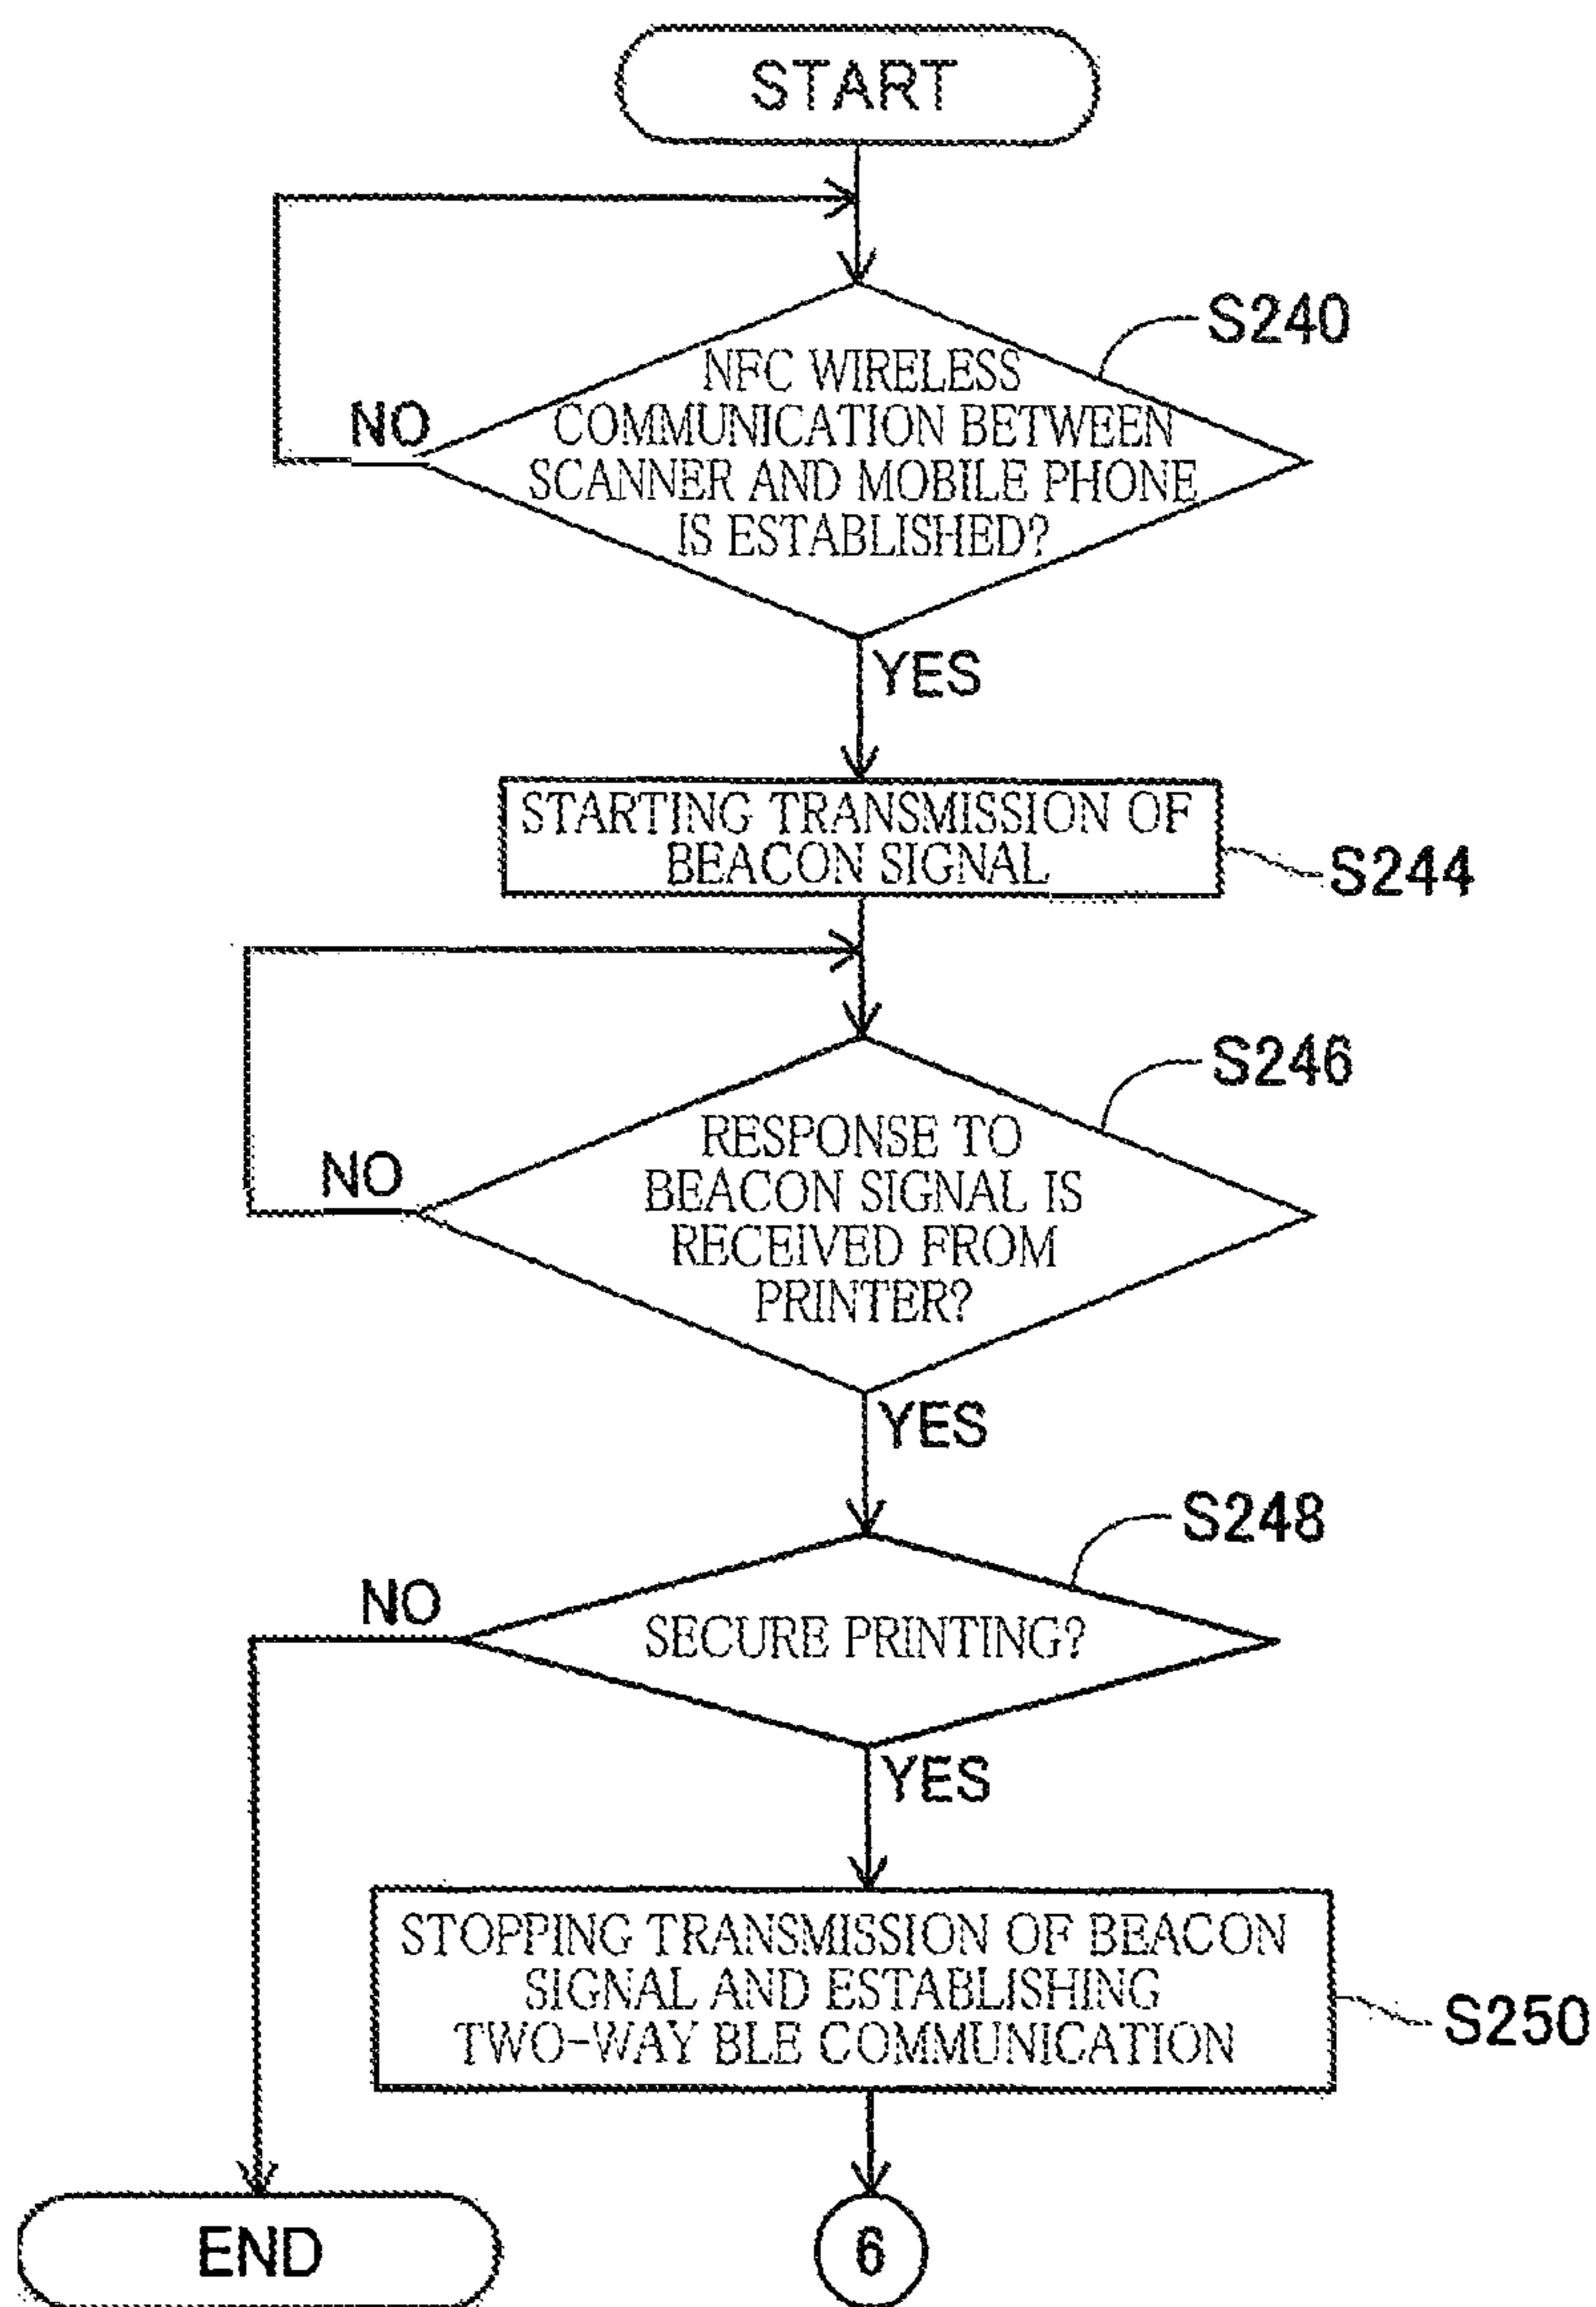 START
S240
NFC WIRELESS
COMMUNICATION BETWEEN
SCANNER AND MOBILE PHONE
IS ESTABLISHED?
NO
YES
STARTING TRANSMISSION OF
BEACON SIGNAL
S244
S246
RESPONSE TO
BEACON SIGNAL IS
RECEIVED FROM
PRINTER?
NO
YES
S248
NO
SECURE PRINTING?
YES
STOPPING TRANSMISSION OF BEACON
SIGNAL AND ESTABLISHING
TWO-WAY BLE COMMUNICATION
S250
END
6